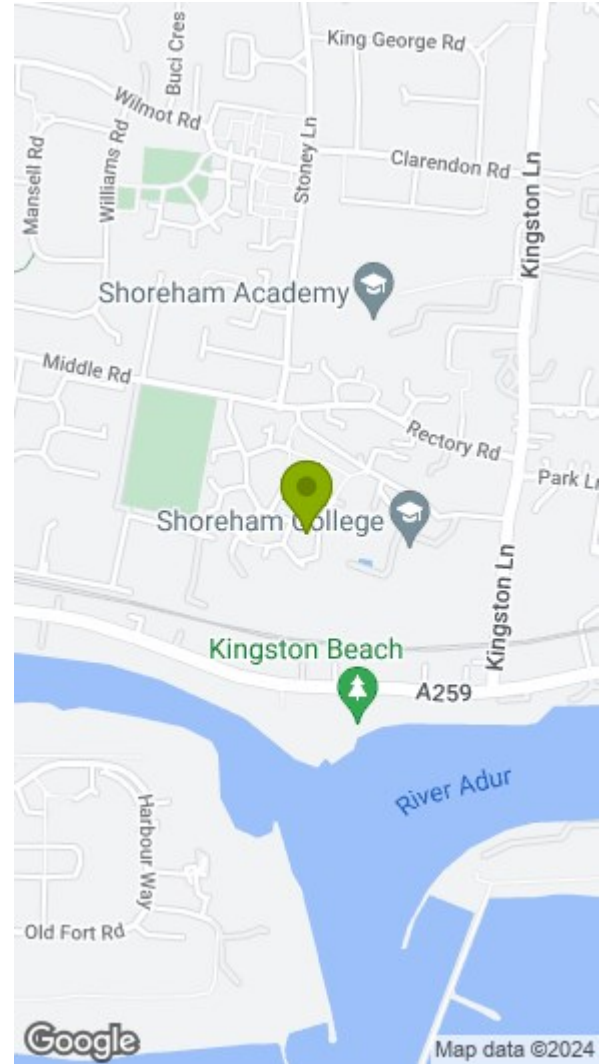 King George Rd
Buci Cres
Wilmot Rd
Stoney Ln
Clarendon Rd
Mansell Rd
Williams Rd
Kingston Ln
Shoreham Academy
Middle Rd
Rectory Rd
Park Ln
Shoreham College
Kingston Ln
Kingston Beach
A259
River Adur
Harbour Way
Old Fort Rd
Google
Map data ©2024